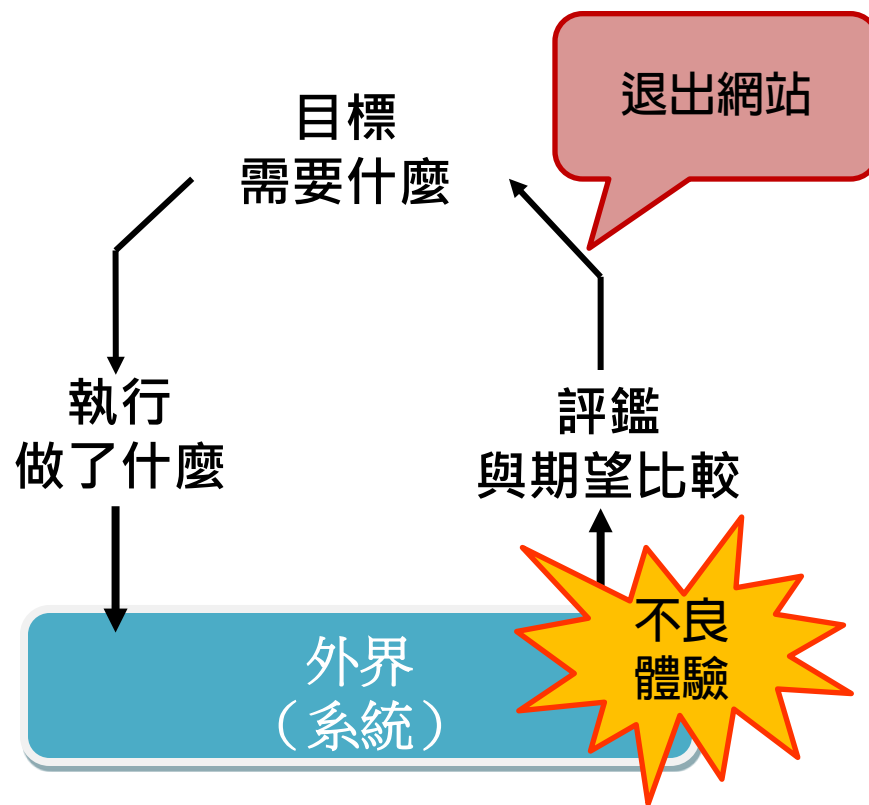 退出網站
目標
需要什麼
執行
做了什麼
評鑑
與期望比較
不良
體驗
外界
（系統）